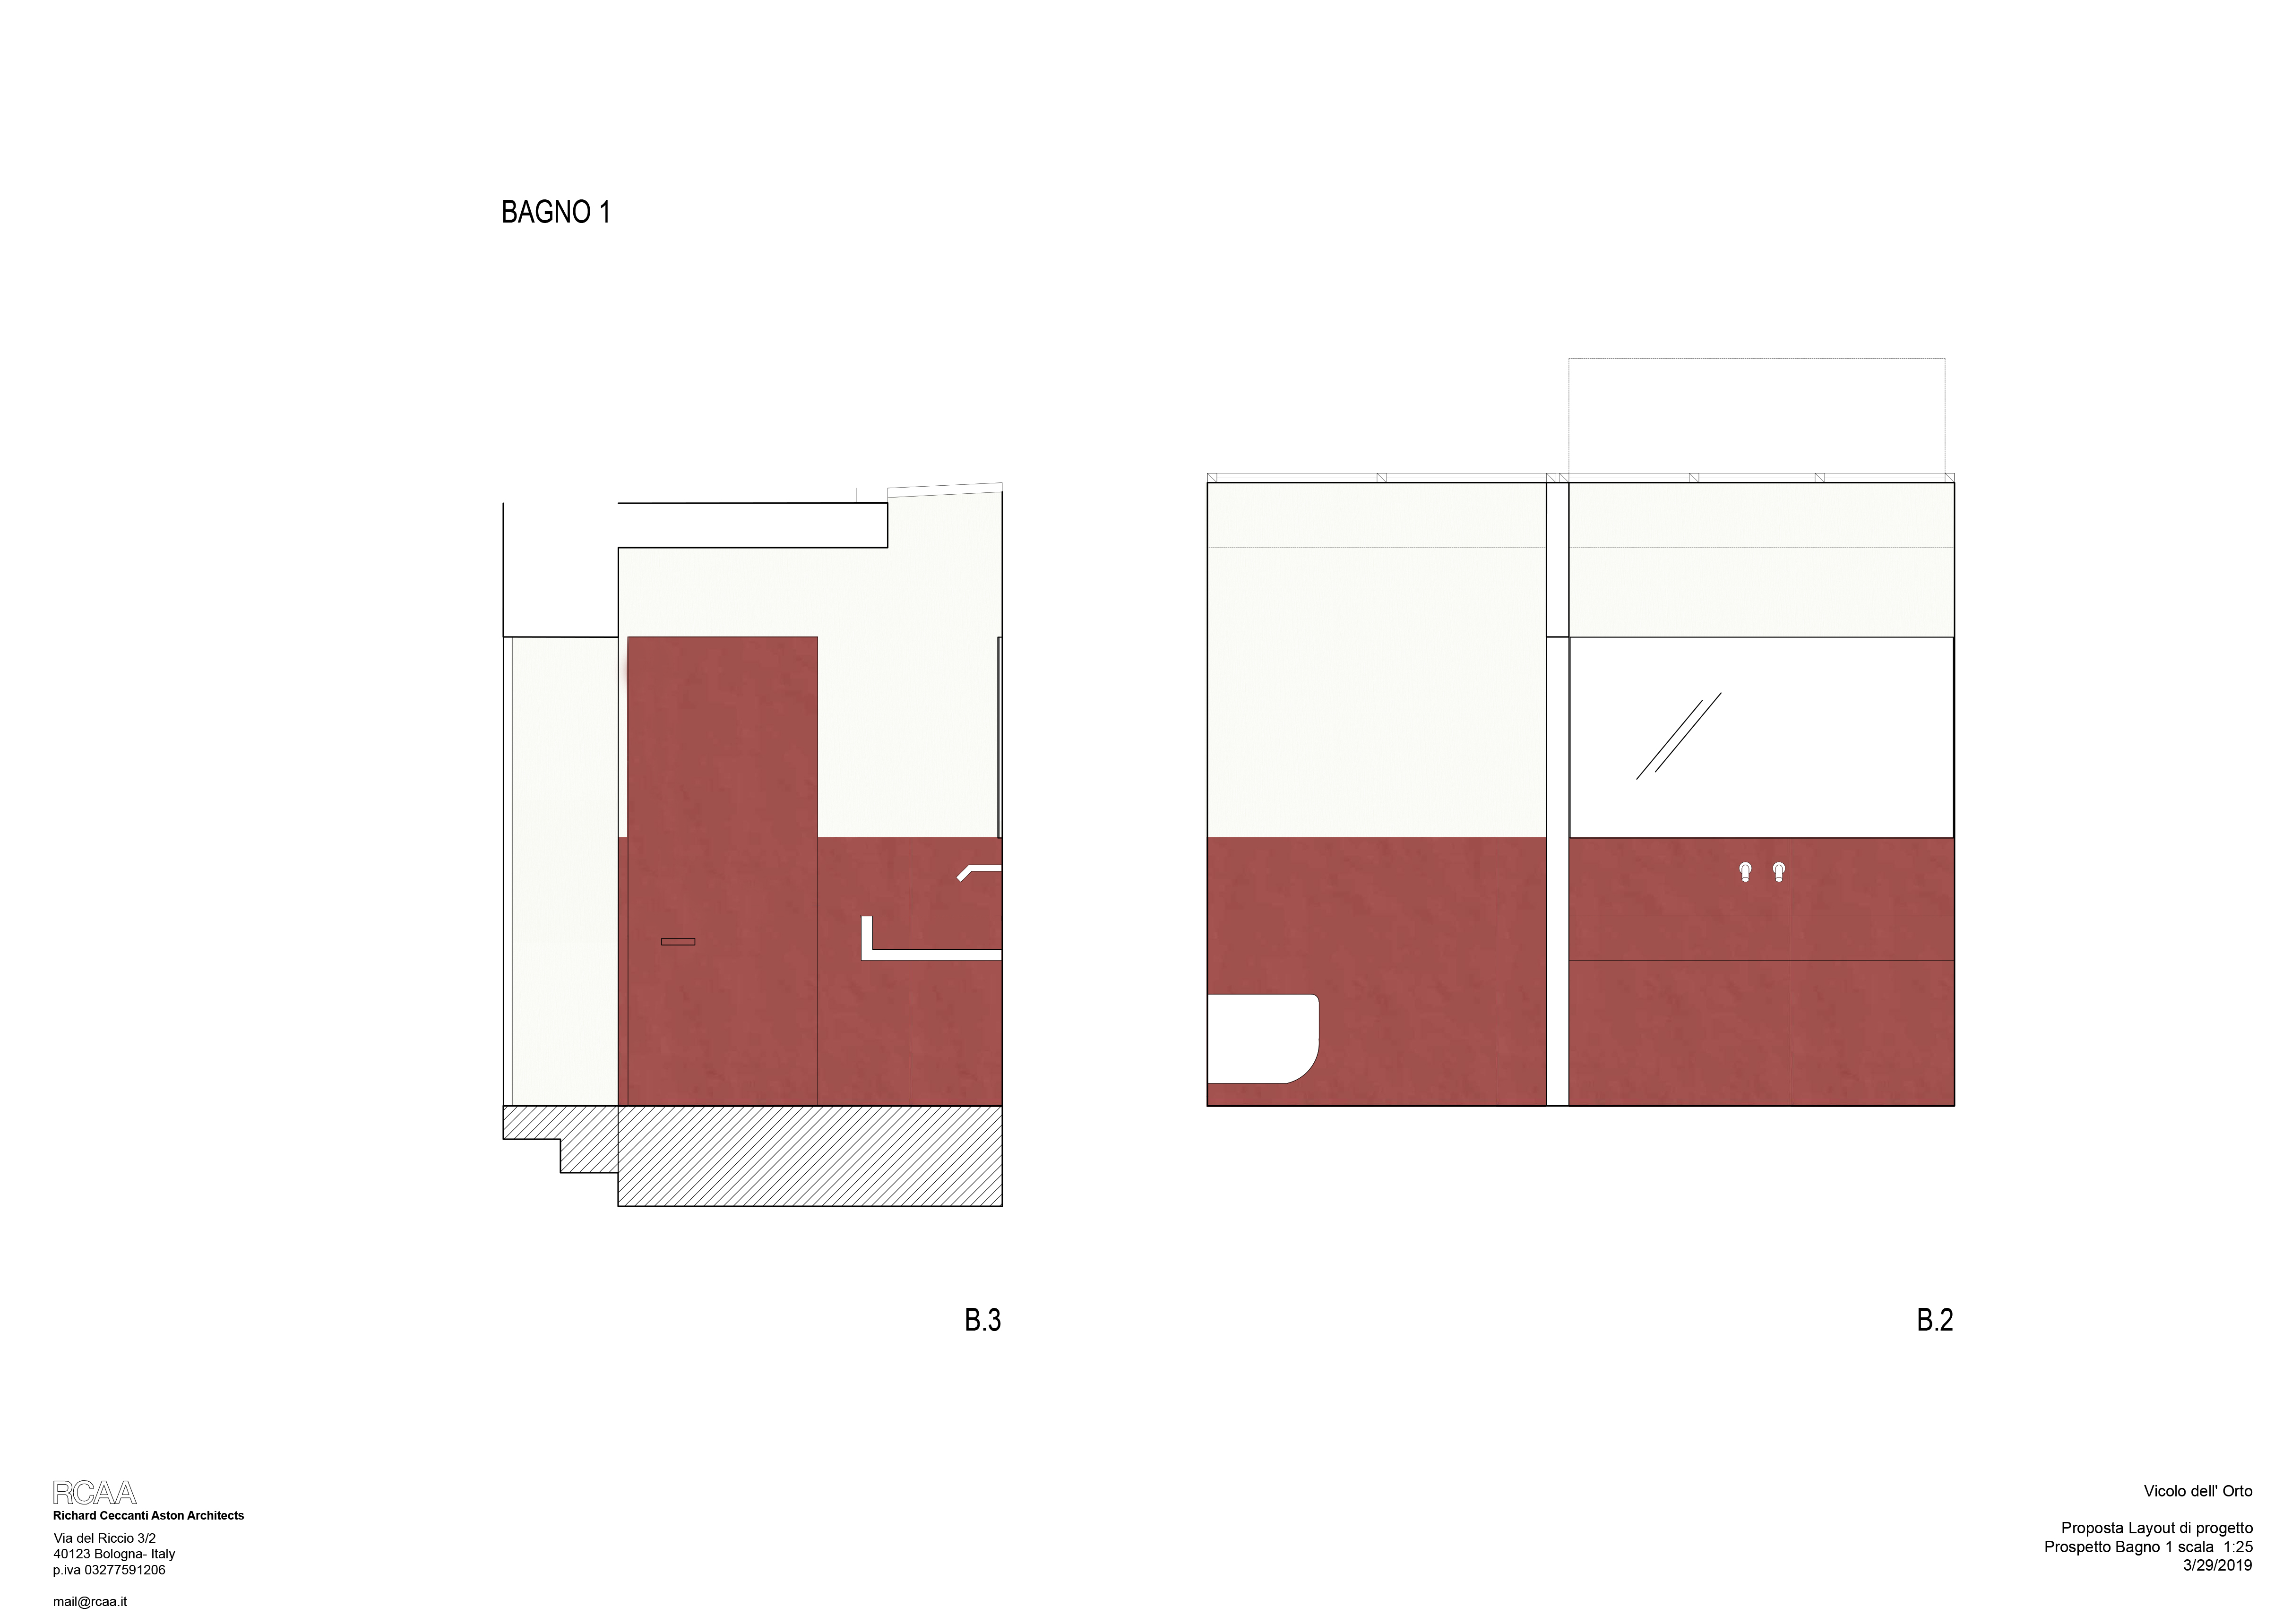 BAGNO 1
B.3
B.2
RCAA
Richard Ceccanti Aston Architects
Via del Riccio 3/2
40123 Bologna- Italy
p.iva 03277591206
mail@rcaa.it
Vicolo dell' Orto
Proposta Layout di progetto
Prospetto Bagno 1 scala  1:25
3/29/2019